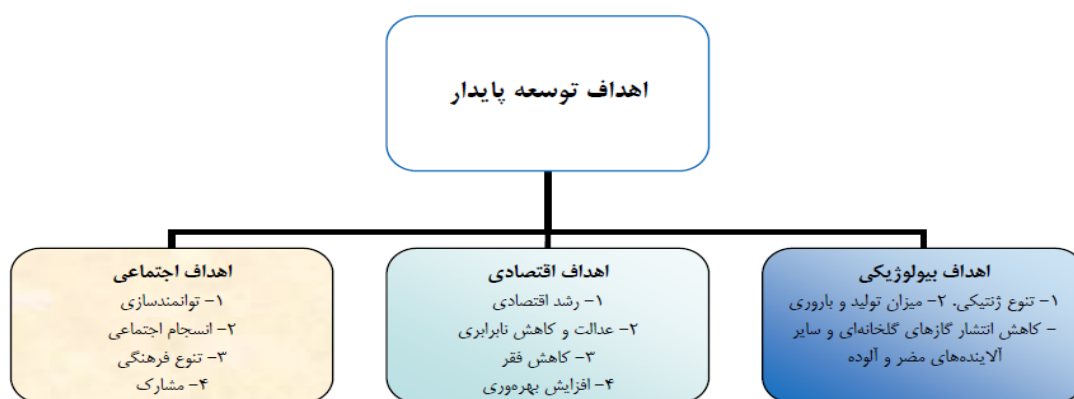 اهداف توسعه پایدار
اهداف بیولوژیکی
۱- تنوع ژنتیکی. ۲- میزان تولید و باروری
- کاهش انتشار گازهای گلخانه‌ای و سایر
آلاینده‌های مضر و آلوده
اهداف اقتصادی
۱- رشد اقتصادی
۲- عدالت و کاهش نابرابری
۳- کاهش فقر
۴- افزایش بهره‌وری
اهداف اجتماعی
۱- توانمندسازی
۲- انسجام اجتماعی
۳- تنوع فرهنگی
۴- مشارک